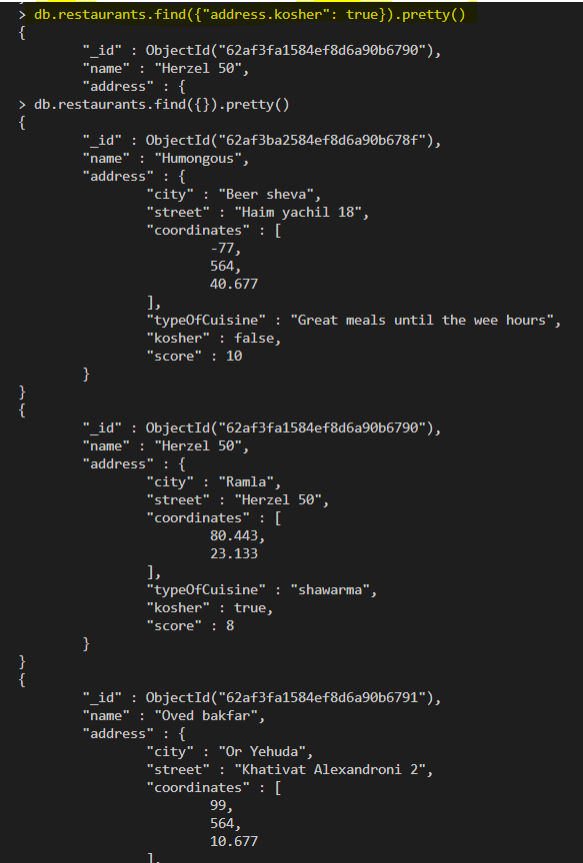 > db.restaurants.find({"address.kosher": true}).pretty()
{
        "_id" : ObjectId("62af3fa1584ef8d6a90b6790"),
        "name" : "Herzel 50",
        "address" : {
> db.restaurants.find({}).pretty()
{
        "_id" : ObjectId("62af3ba2584ef8d6a90b678f"),
        "name" : "Humongous",
        "address" : {
                "city" : "Beer sheva",
                "street" : "Haim yachil 18",
                "coordinates" : [
                        -77,
                        564,
                        40.677
                ],
                "typeOfCuisine" : "Great meals until the wee hours",
                "kosher" : false,
                "score" : 10
        }
}
{
        "_id" : ObjectId("62af3fa1584ef8d6a90b6790"),
        "name" : "Herzel 50",
        "address" : {
                "city" : "Ramla",
                "street" : "Herzel 50",
                "coordinates" : [
                        80.443,
                        23.133
                ],
                "typeOfCuisine" : "shawarma",
                "kosher" : true,
                "score" : 8
        }
}
{
        "_id" : ObjectId("62af3fa1584ef8d6a90b6791"),
        "name" : "Oved bakfar",
        "address" : {
                "city" : "Or Yehuda",
                "street" : "Khativat Alexandroni 2",
                "coordinates" : [
                        99,
                        564,
                        10.677
                ],